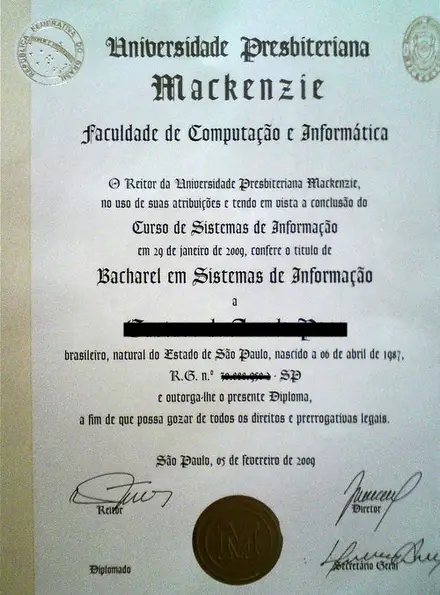 REPÚBLICA FEDERATIVA DO BRASIL
Universidade Presbiteriana
Mackenzie
Faculdade de Computação e Informática
O Reitor da Universidade Presbiteriana Mackenzie,
no uso de suas atribuições e tendo em vista a conclusão do
Curso de Sistemas de Informação
em 29 de janeiro de 2009, confere o título de
Bacharel em Sistemas de Informação
a
brasileiro, natural do Estado de São Paulo, nascido a 06 de abril de 1987,
R.G. n.º - SP
e outorga-lhe o presente Diploma,
a fim de que possa gozar de todos os direitos e prerrogativas legais.
São Paulo, 05 de fevereiro de 2009
Reitor
Diretor
M
Diplomado
Secretário Geral